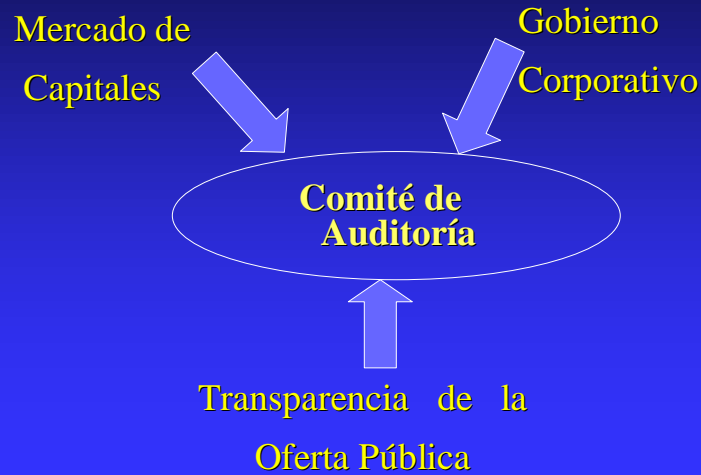 Mercado de
Capitales
Gobierno
Corporativo
Comité de
Auditoría
Transparencia de la
Oferta Pública